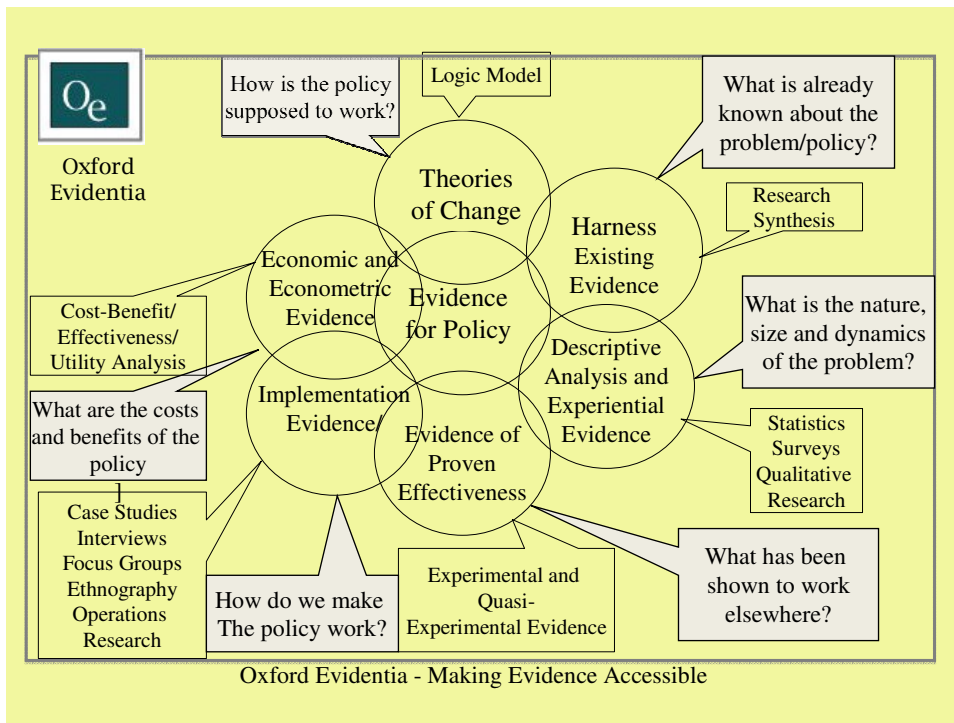 Oe
Oxford
Evidentia
How is the policy
supposed to work?
Logic Model
What is already
known about the
problem/policy?
Theories
of Change
Harness
Existing
Evidence
Research
Synthesis
Economic and
Econometric
Evidence
Evidence
for Policy
Cost-Benefit/
Effectiveness/
Utility Analysis
What is the nature,
size and dynamics
of the problem?
Descriptive
Analysis and
Experiential
Evidence
Implementation
Evidence/
What are the costs
and benefits of the
policy
]
Evidence of
Proven
Effectiveness
Statistics
Surveys
Qualitative
Research
Case Studies
Interviews
Focus Groups
Ethnography
Operations
Research
How do we make
The policy work?
Experimental and
Quasi-
Experimental Evidence
What has been
shown to work
elsewhere?
Oxford Evidentia - Making Evidence Accessible